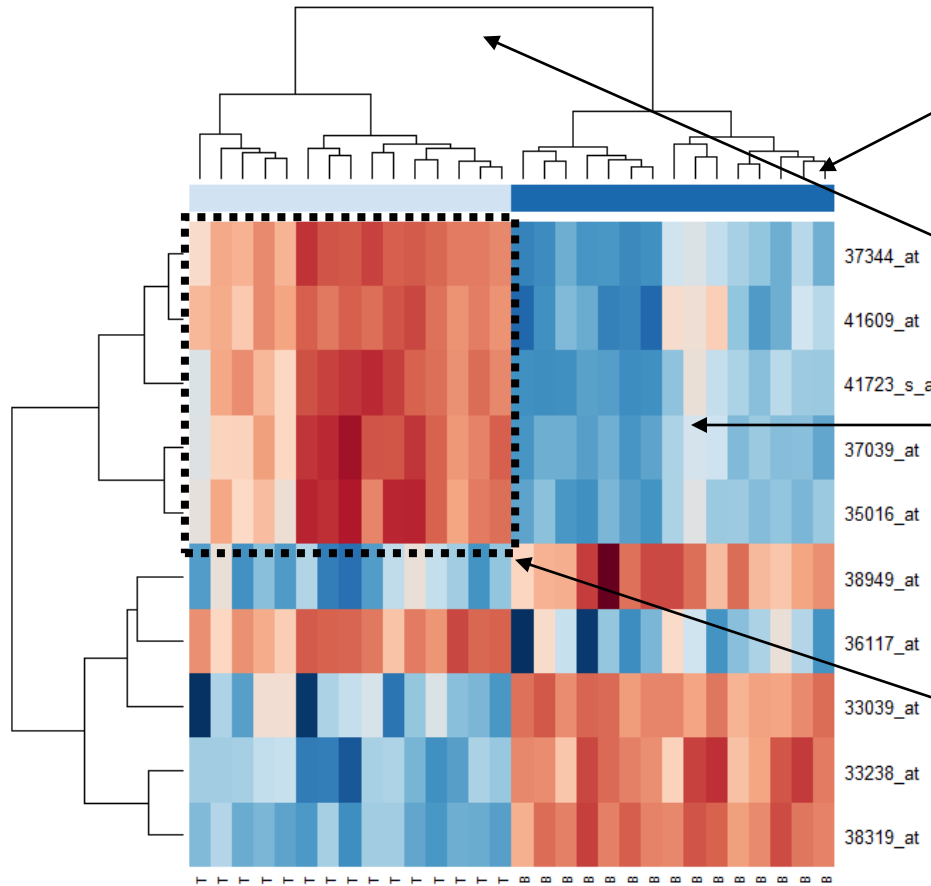 37344_at
41609_at
41723_s_a
37039_at
35016_at
38949_at
36117_at
33039_at
33238_at
38319_at
T T T T T T T T T T T T T T T B B B B B B B B B B B B B B B